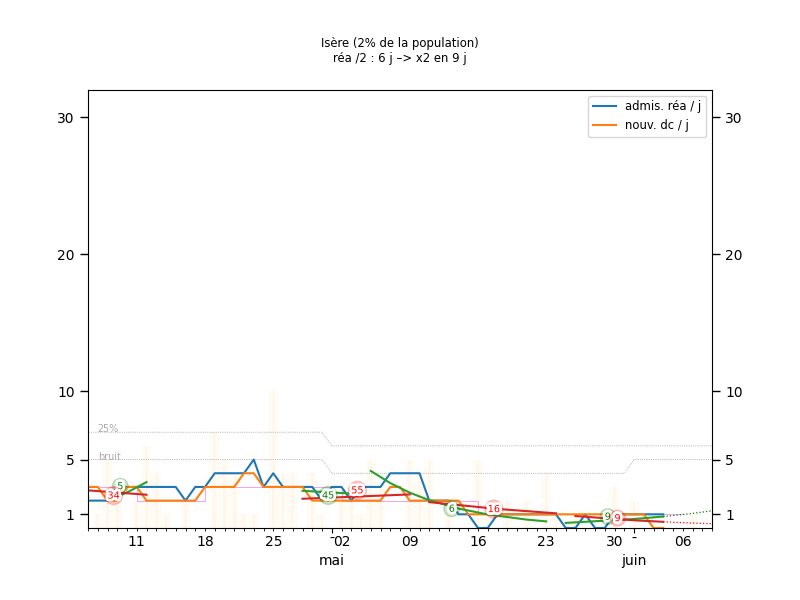 Isère (2% de la population)
réa /2 : 6 j –> x2 en 9 j
admis. réa / j
nouv. dc / j
30 30
20 20
10 10
5 5
1 1
25%
bruit
5
34
45
55
6
16
9
9
11 18 25 02 09 16 23 30 06
mai juin